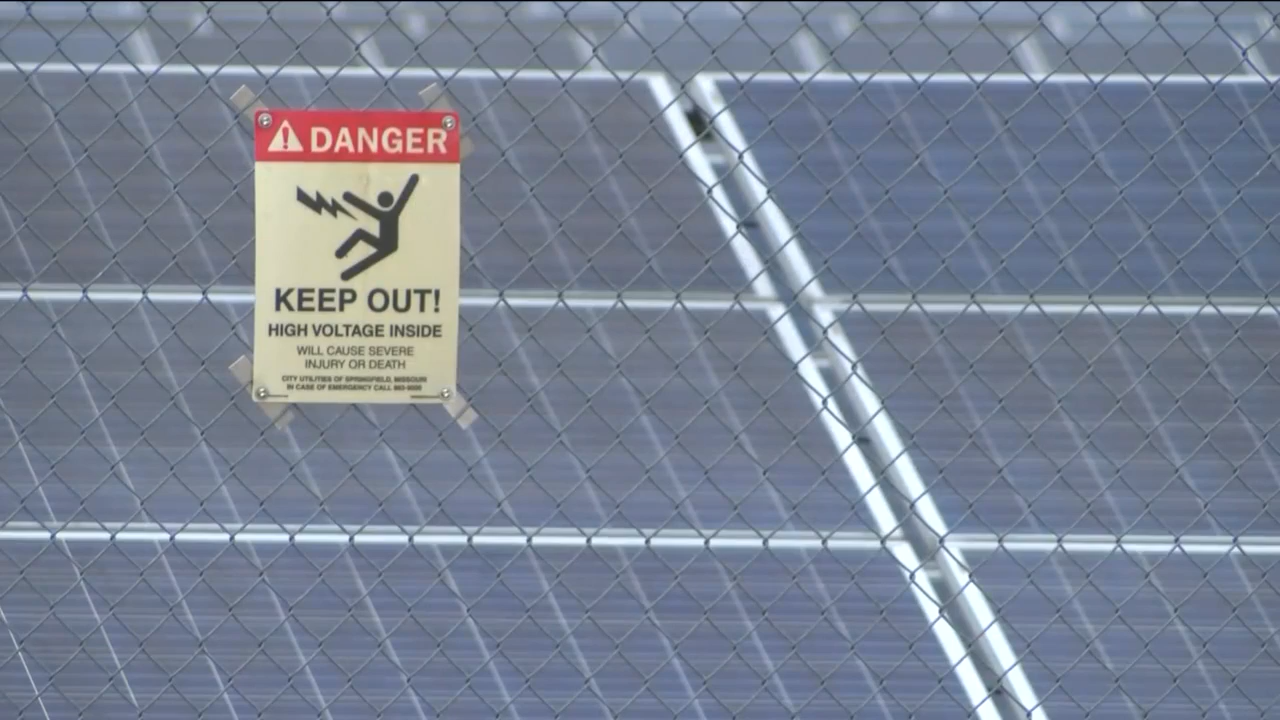 DANGER
KEEP OUT!
HIGH VOLTAGE INSIDE
WILL CAUSE SEVERE
INJURY OR DEATH
CITY UTILITIES OF SPRINGFIELD, MISSOURI
IN CASE OF EMERGENCY CALL